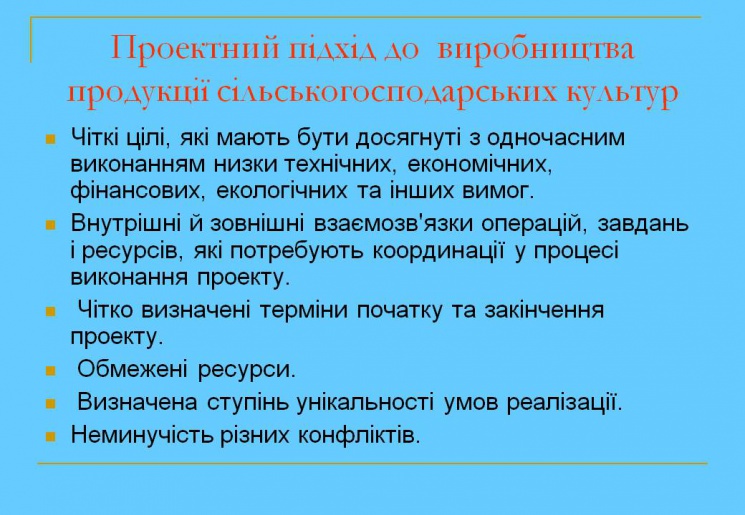 Проектний підхід до виробництва
продукції сільськогосподарських культур
Чіткі цілі, які мають бути досягнуті з одночасним
виконанням низки технічних, економічних,
фінансових, екологічних та інших вимог.
Внутрішні й зовнішні взаємозв'язки операцій, завдань
і ресурсів, які потребують координації у процесі
виконання проекту.
Чітко визначені терміни початку та закінчення
проекту.
Обмежені ресурси.
Визначена ступінь унікальності умов реалізації.
Неминучість різних конфліктів.